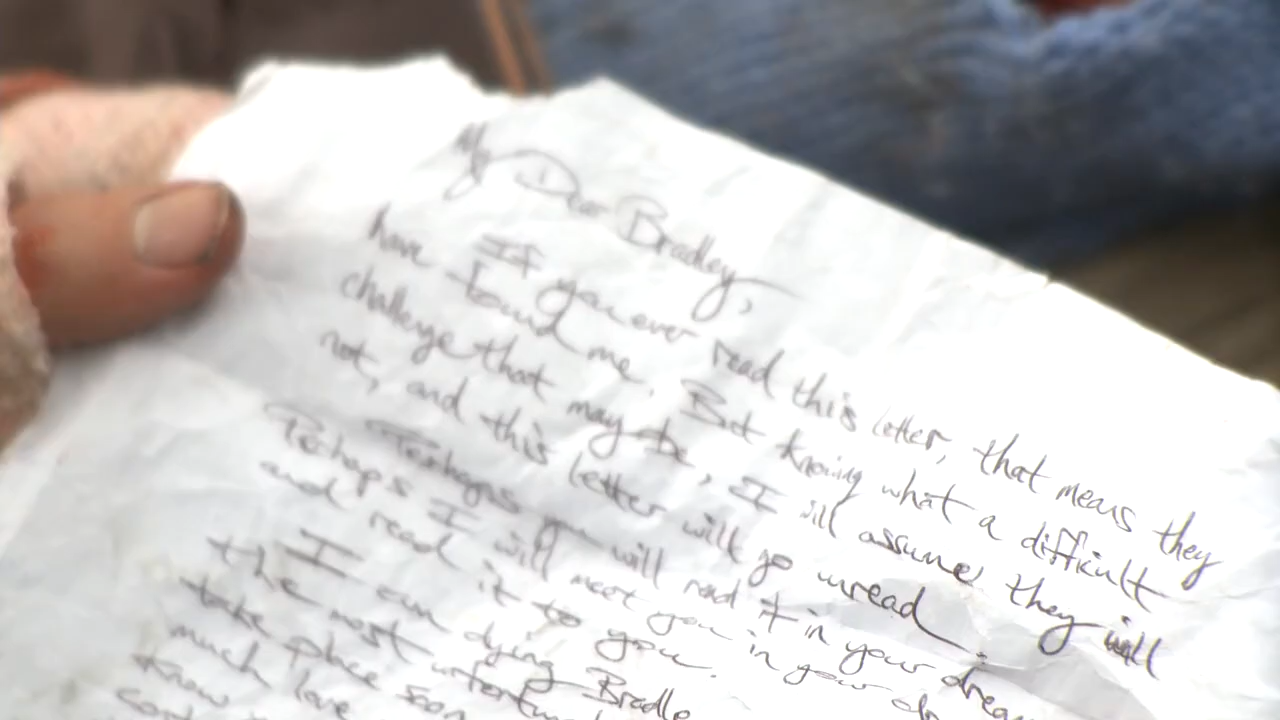 My Dear Bradley,
If you ever read this letter, that means they
have found me. But knowing what a difficult
challenge that may be, I will assume they will
not, and this letter will go unread.
Perhaps you will read it in your dreams
Perhaps I will meet you in your
and read it to you.
I am dying Bradle
the most unfortun
take place soon
much love
Know